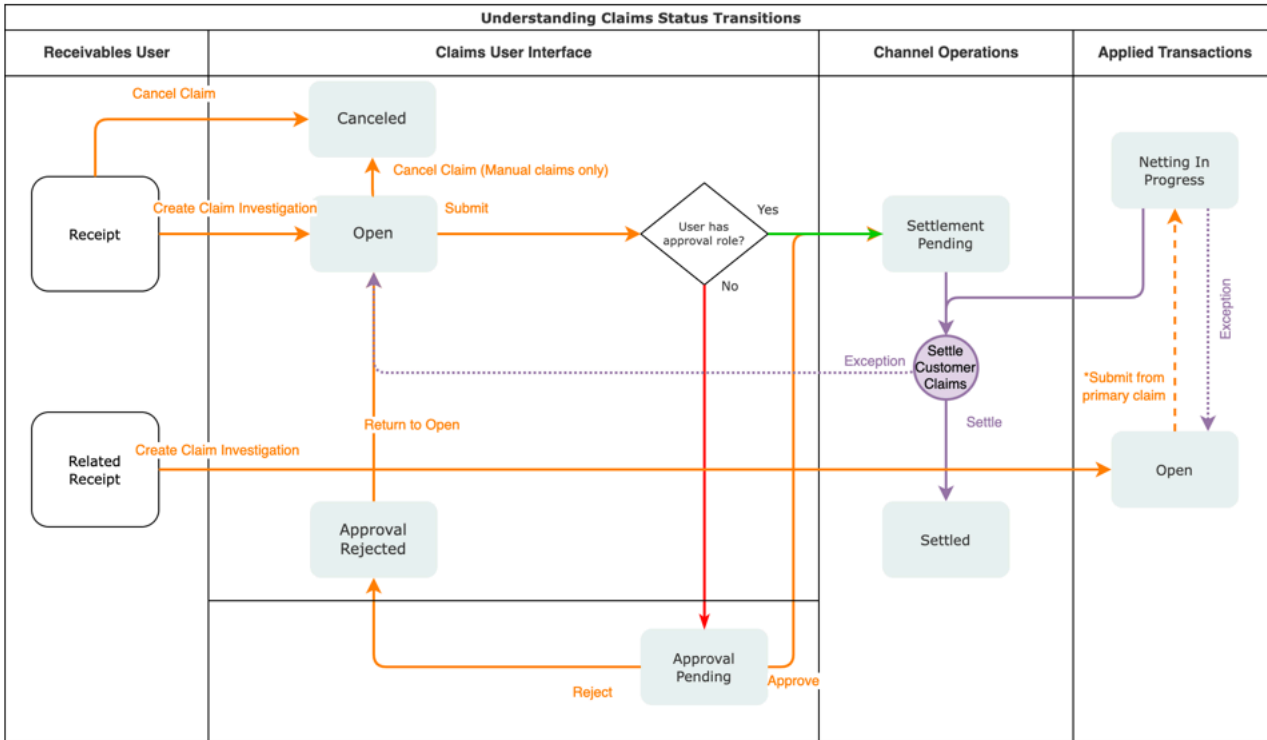 Understanding Claims Status Transitions
Receivables User
Claims User Interface
Channel Operations
Applied Transactions
Cancel Claim
Canceled
Cancel Claim (Manual claims only)
Receipt
Create Claim Investigation
Open
Submit
User has
approval role?
Yes
No
Settlement
Pending
Netting In
Progress
Exception
Settle
Customer
Claims
Exception
*Submit from
primary claim
Settle
Return to Open
Related
Receipt
Create Claim Investigation
Open
Approval
Rejected
Settled
Approval
Pending
Reject
Approve